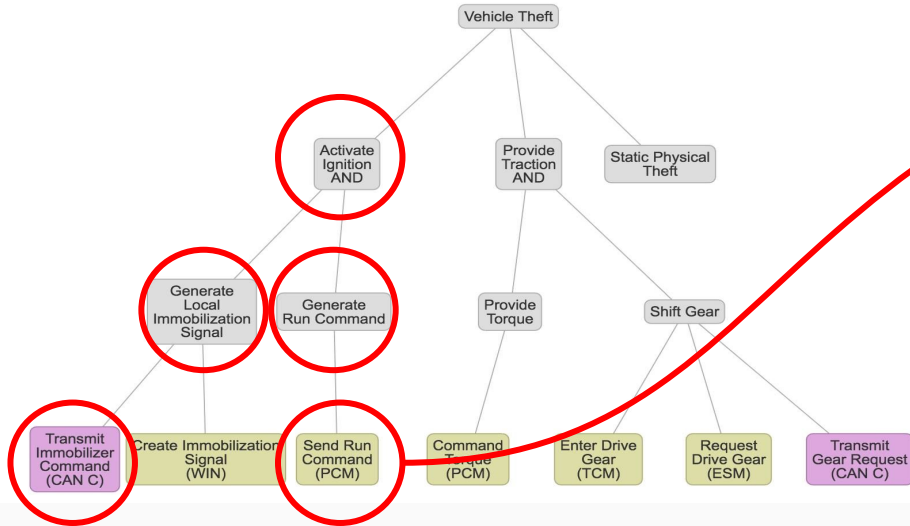 Vehicle Theft
Activate
Ignition
AND
Provide
Traction
AND
Static Physical
Theft
Generate
Local
Immobilization
Signal
Generate
Run Command
Provide
Torque
Shift Gear
Transmit
Immobilizer
Command
(CAN C)
Create Immobilization
Signal
(WIN)
Send Run
Command
(PCM)
Command
Torque
(PCM)
Enter Drive
Gear
(TCM)
Request
Drive Gear
(ESM)
Transmit
Gear Request
(CAN C)